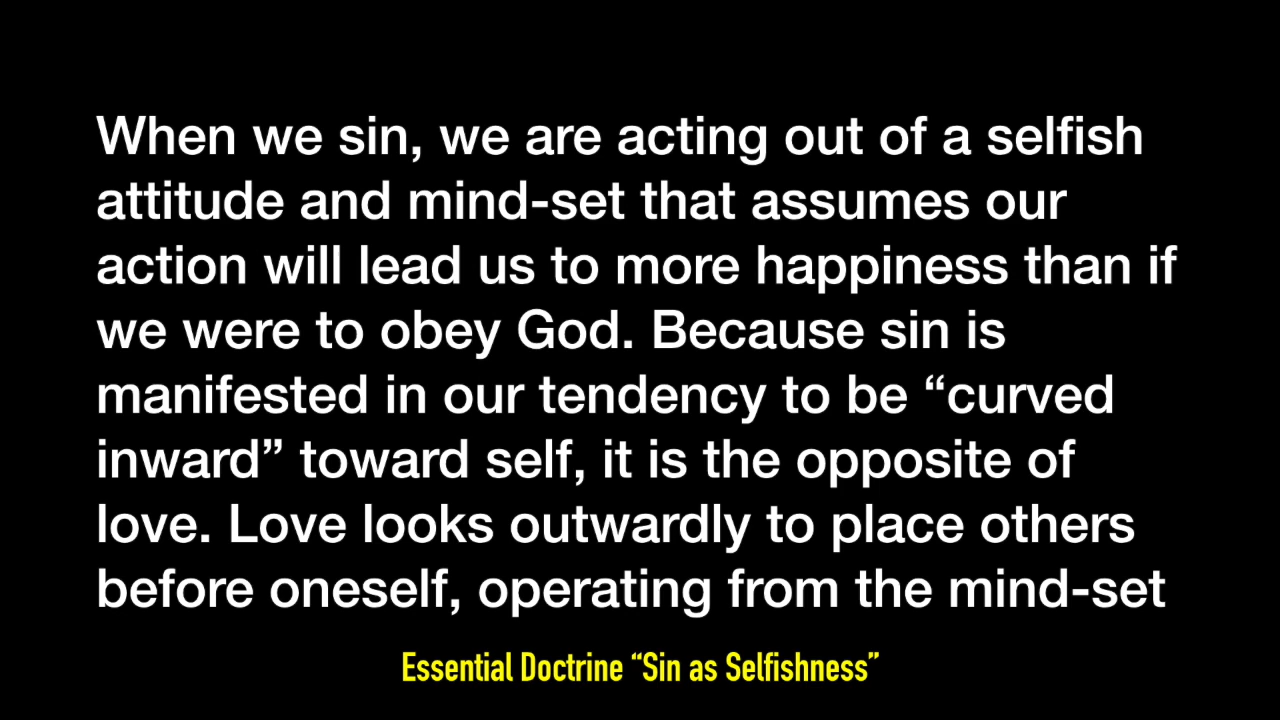 When we sin, we are acting out of a selfish
attitude and mind-set that assumes our
action will lead us to more happiness than if
we were to obey God. Because sin is
manifested in our tendency to be “curved
inward” toward self, it is the opposite of
love. Love looks outwardly to place others
before oneself, operating from the mind-set
Essential Doctrine “Sin as Selfishness”